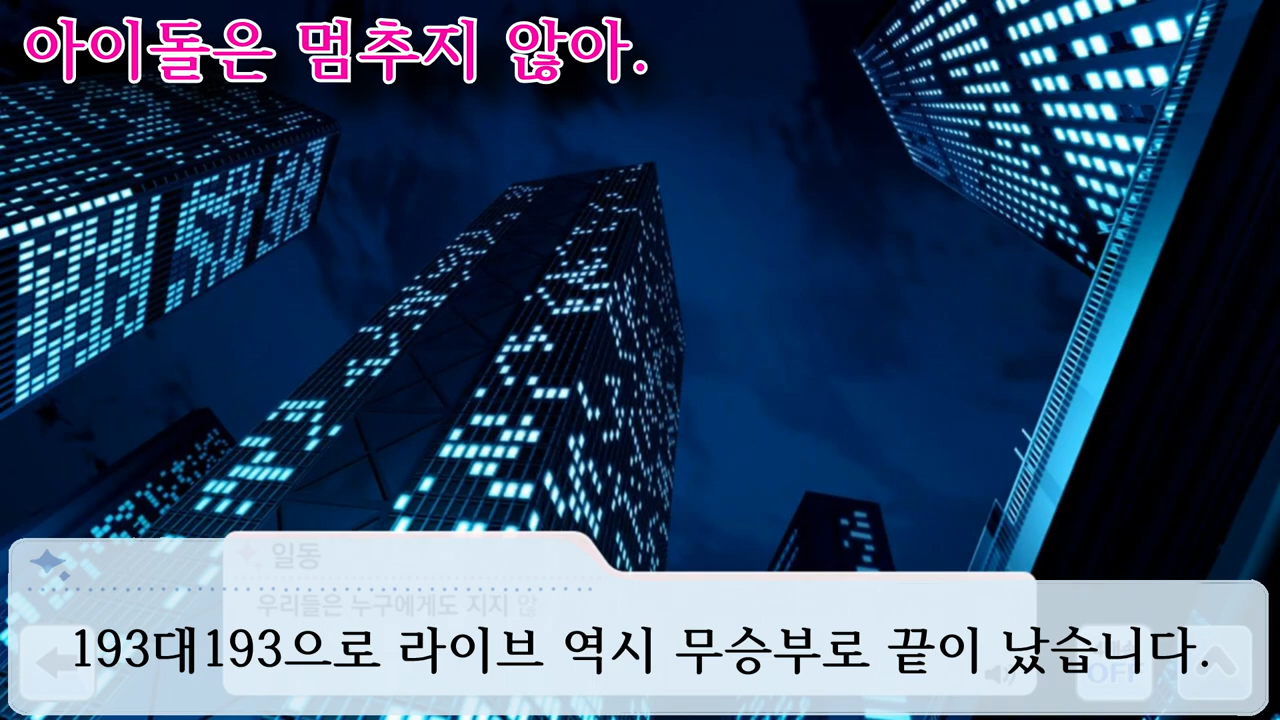 아이돌은 멈추지 않아.
일동
우리들은 누구에게도 지지 않
193대193으로 라이브 역시 무승부로 끝이 났습니다.
OFF